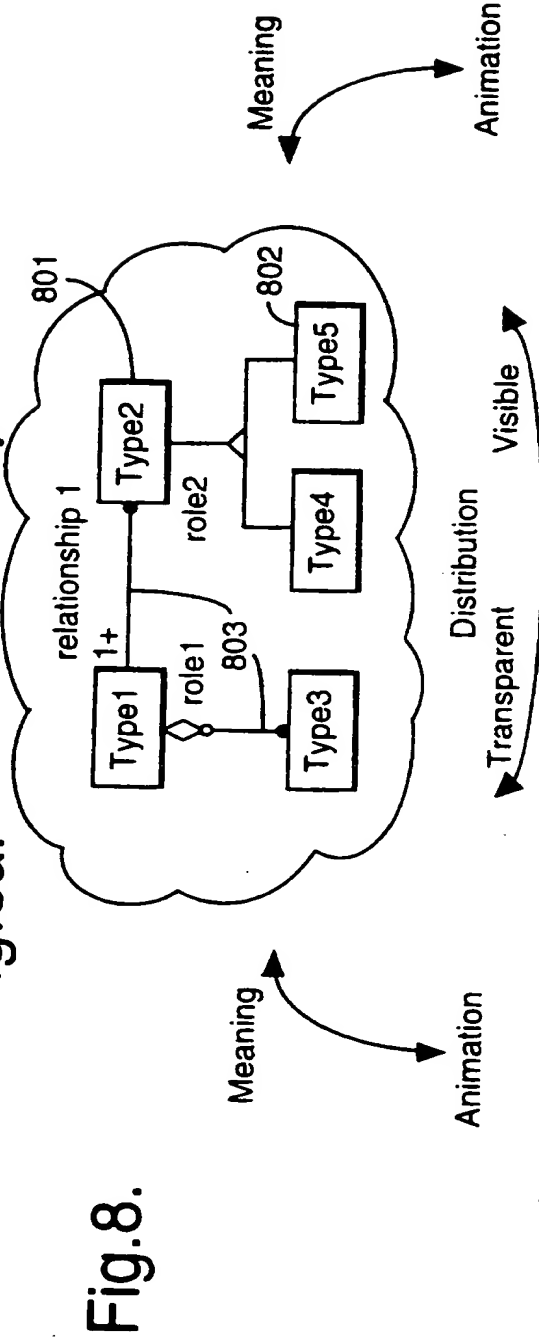 Fig.8.
Meaning
Animation
relationship 1
1+
Type1
role1
803
Type3
Type2
role2
801
Type4
Type5
802
Distribution
Transparent
Visible
Meaning
Animation